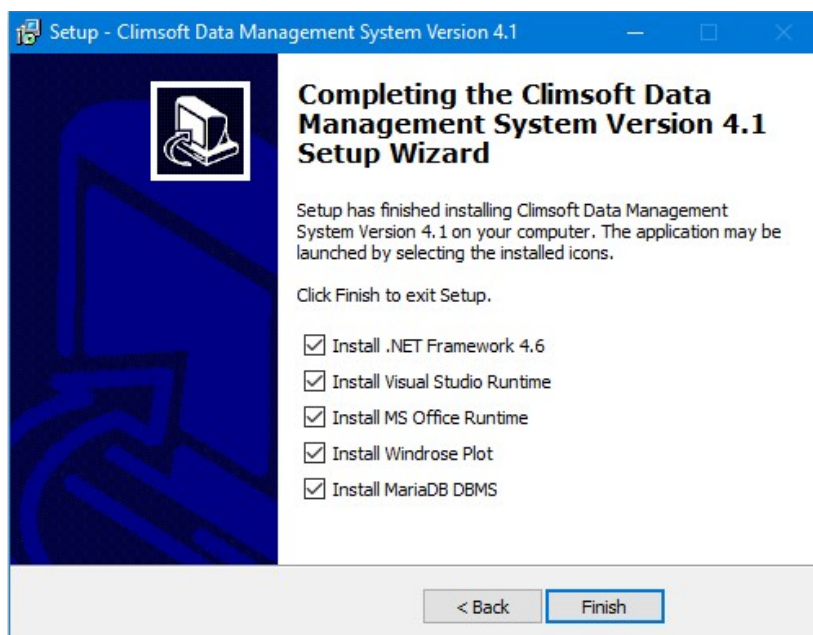 Setup - Climsoft Data Management System Version 4.1
Completing the Climsoft Data
Management System Version 4.1
Setup Wizard
Setup has finished installing Climsoft Data Management
System Version 4.1 on your computer. The application may be
launched by selecting the installed icons.
Click Finish to exit Setup.
Install .NET Framework 4.6
Install Visual Studio Runtime
Install MS Office Runtime
Install Windrose Plot
Install MariaDB DBMS
< Back
Finish